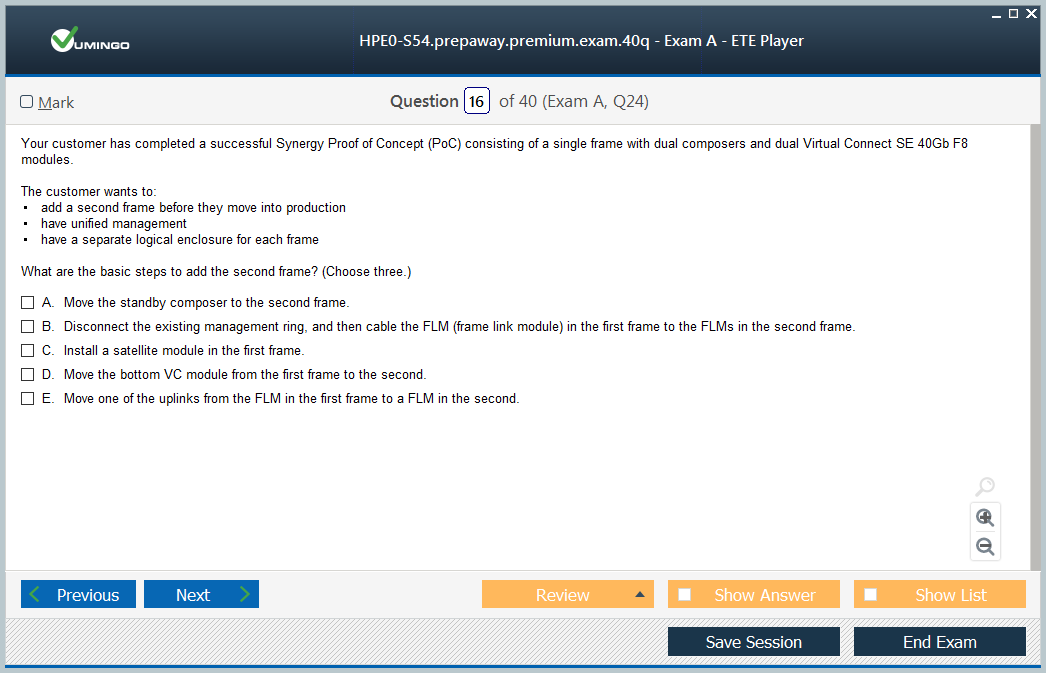 VUMINGO
HPE0-S54.prepaway.premium.exam.40q - Exam A - ETE Player
Mark
Question 16 of 40 (Exam A, Q24)
Your customer has completed a successful Synergy Proof of Concept (PoC) consisting of a single frame with dual composers and dual Virtual Connect SE 40Gb F8
modules.
The customer wants to:
▪ add a second frame before they move into production
▪ have unified management
▪ have a separate logical enclosure for each frame
What are the basic steps to add the second frame? (Choose three.)
A. Move the standby composer to the second frame.
B. Disconnect the existing management ring, and then cable the FLM (frame link module) in the first frame to the FLMs in the second frame.
C. Install a satellite module in the first frame.
D. Move the bottom VC module from the first frame to the second.
E. Move one of the uplinks from the FLM in the first frame to a FLM in the second.
Previous Next Review Show Answer Show List
Save Session End Exam